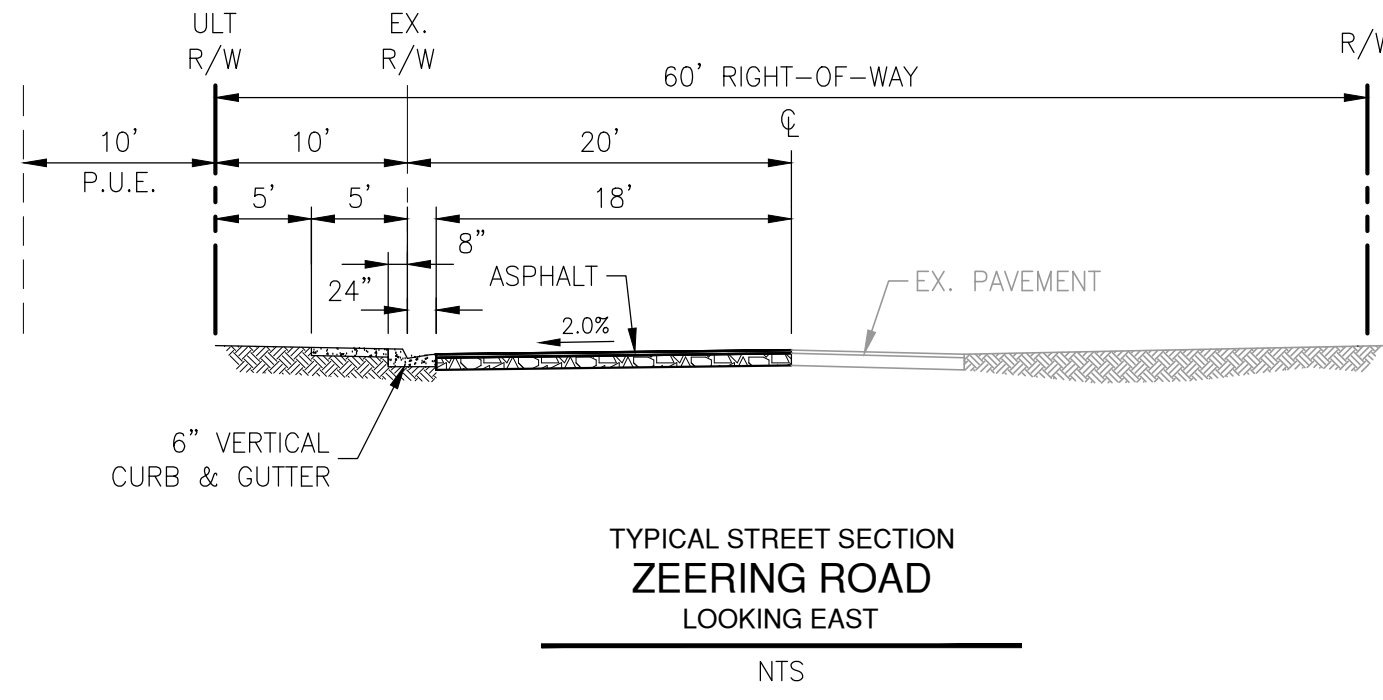 ULT
R/W
EX.
R/W
R/W
60' RIGHT-OF-WAY
℄
10'
P.U.E.
10'
20'
5'
5'
18'
8"
24"
ASPHALT
EX. PAVEMENT
2.0%
6" VERTICAL
CURB & GUTTER
TYPICAL STREET SECTION
ZEERING ROAD
LOOKING EAST
NTS